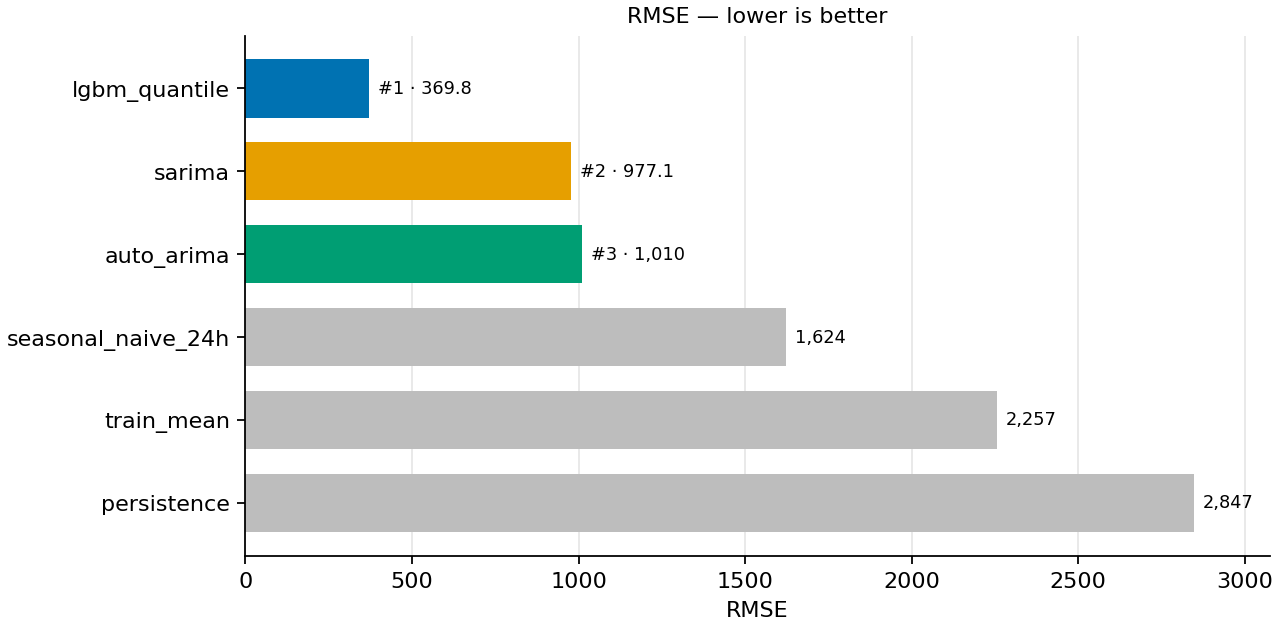 RMSE — lower is better
lgbm_quantile
#1 · 369.8
sarima
#2 · 977.1
auto_arima
#3 · 1,010
seasonal_naive_24h
1,624
train_mean
2,257
persistence
2,847
0 500 1000 1500 2000 2500 3000
RMSE